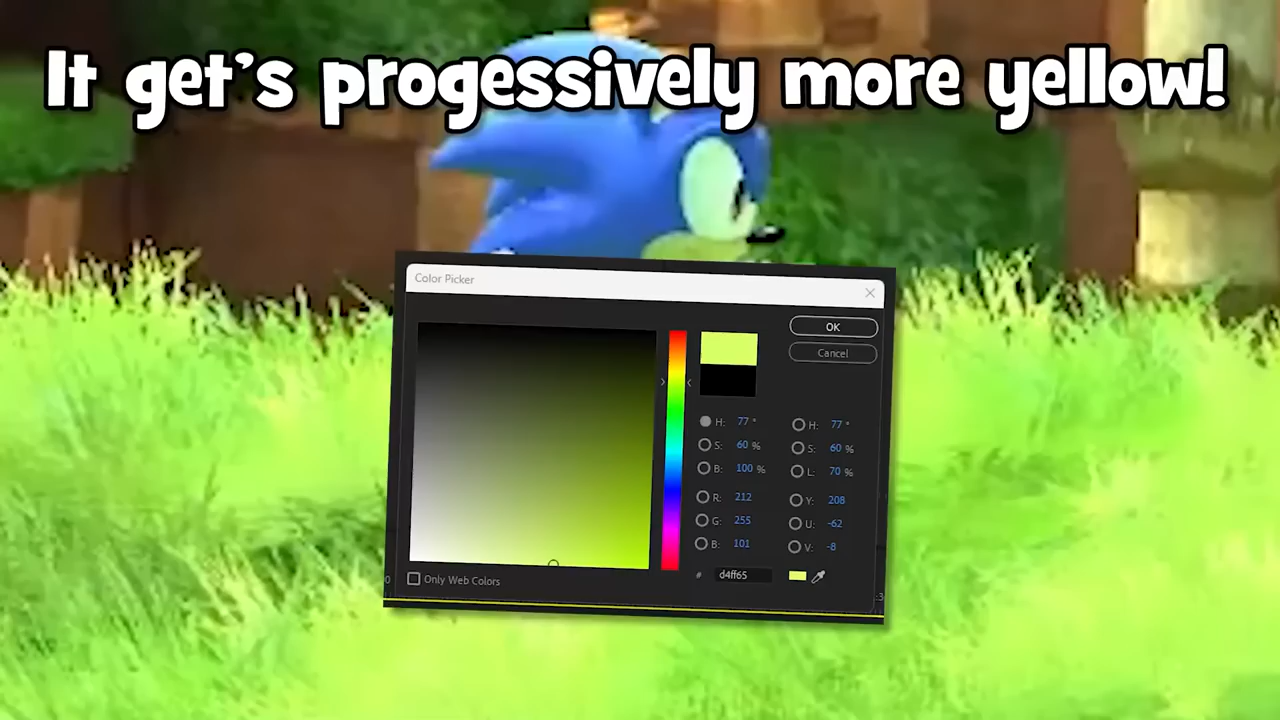 It get's progessively more yellow!
Color Picker
OK
Cancel
H: 77 ° H: 77 °
S: 60 % S: 60 %
B: 100 % L: 70 %
R: 212 Y: 208
G: 255 U: -62
B: 101 V: -8
# d4ff65
Only Web Colors